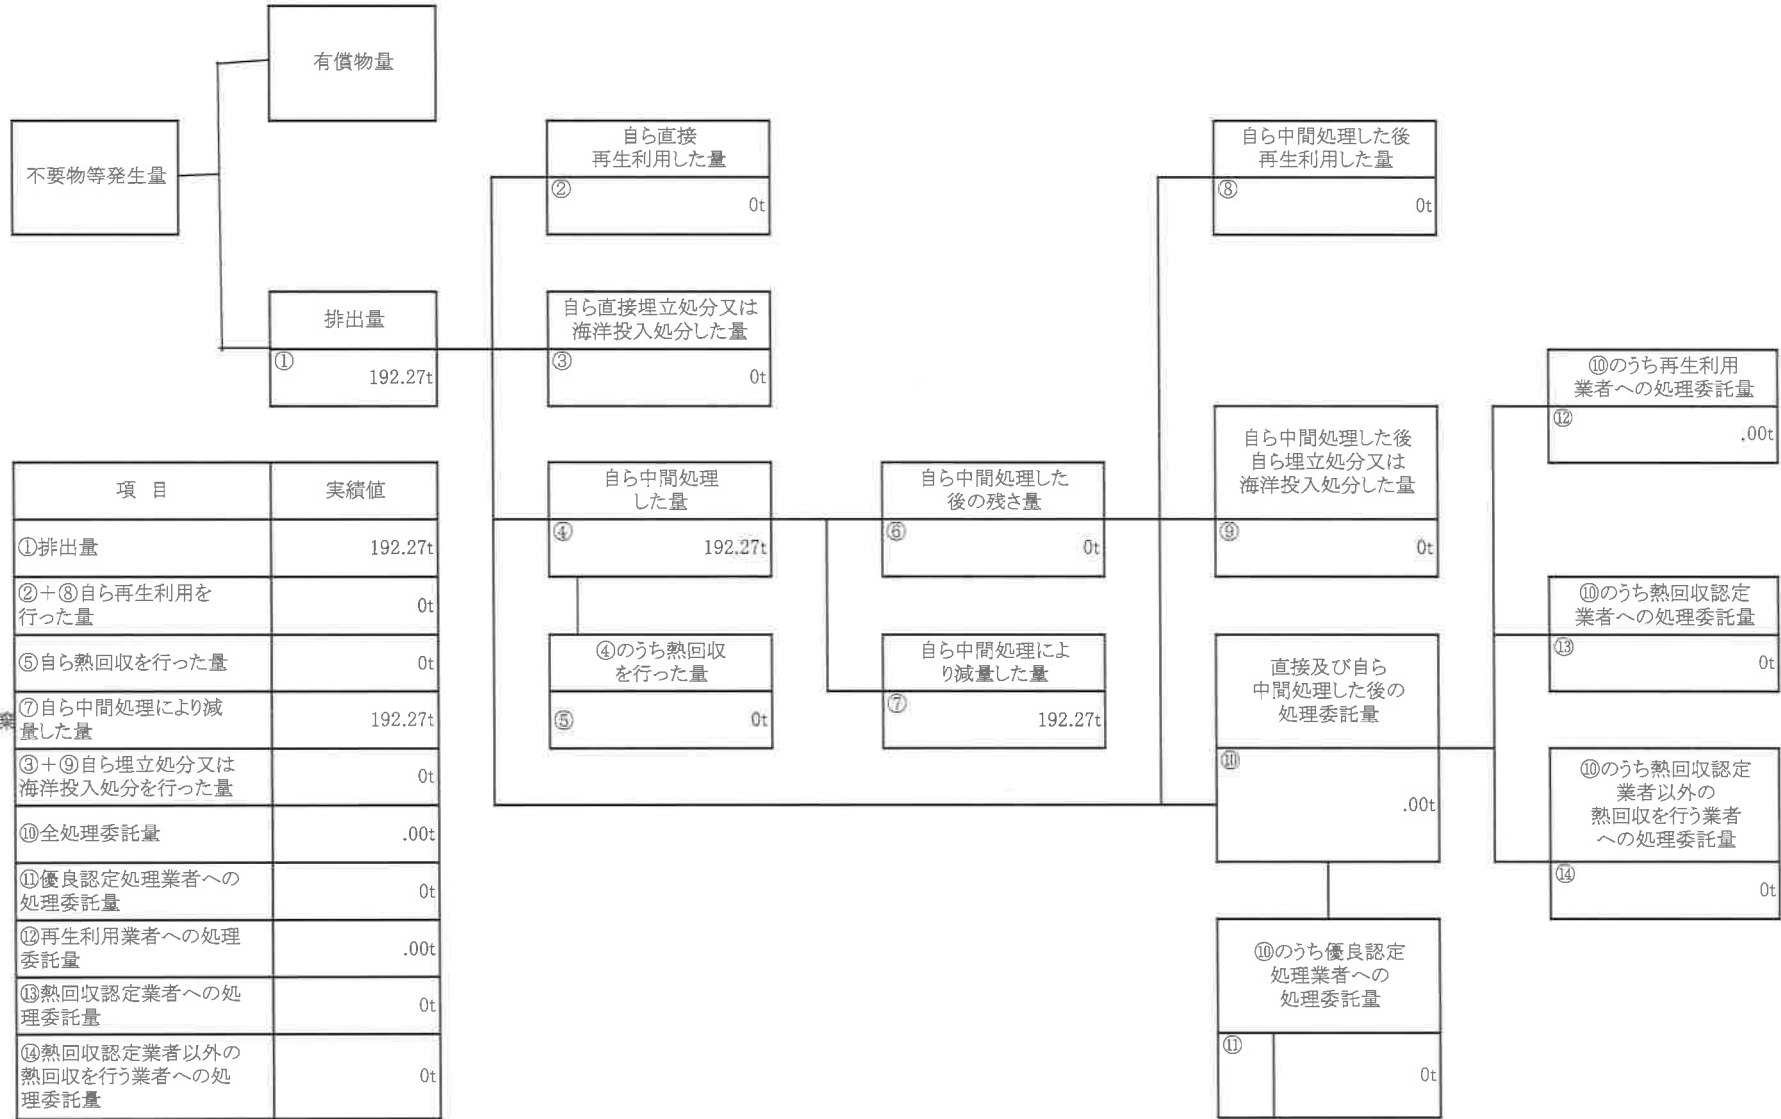 有償物量
不要物等発生量
自ら直接
再生利用した量
②
0t
自ら中間処理した後
再生利用した量
⑧
0t
排出量
①
192.27t
自ら直接埋立処分又は
海洋投入処分した量
③
0t
⑩のうち再生利用
業者への処理委託量
⑫
.00t
自ら中間処理
した量
④
192.27t
自ら中間処理した
後の残さ量
⑥
0t
自ら中間処理した後
自ら埋立処分又は
海洋投入処分した量
⑨
0t
⑩のうち熱回収認定
業者への処理委託量
⑬
0t
④のうち熱回収
を行った量
⑤
0t
自ら中間処理によ
り減量した量
⑦
192.27t
直接及び自ら
中間処理した後の
処理委託量
⑩
.00t
⑩のうち熱回収認定
業者以外の
熱回収を行う業者
への処理委託量
⑭
0t
⑩のうち優良認定
処理業者への
処理委託量
⑪
0t
項 目 実績値
①排出量 192.27t
②+⑧自ら再生利用を
行った量 0t
⑤自ら熱回収を行った量 0t
⑦自ら中間処理により減
量した量 192.27t
③+⑨自ら埋立処分又は
海洋投入処分を行った量 0t
⑩全処理委託量 .00t
⑪優良認定処理業者への
処理委託量 0t
⑫再生利用業者への処理
委託量 .00t
⑬熱回収認定業者への処
理委託量 0t
⑭熱回収認定業者以外の
熱回収を行う業者への処
理委託量 0t